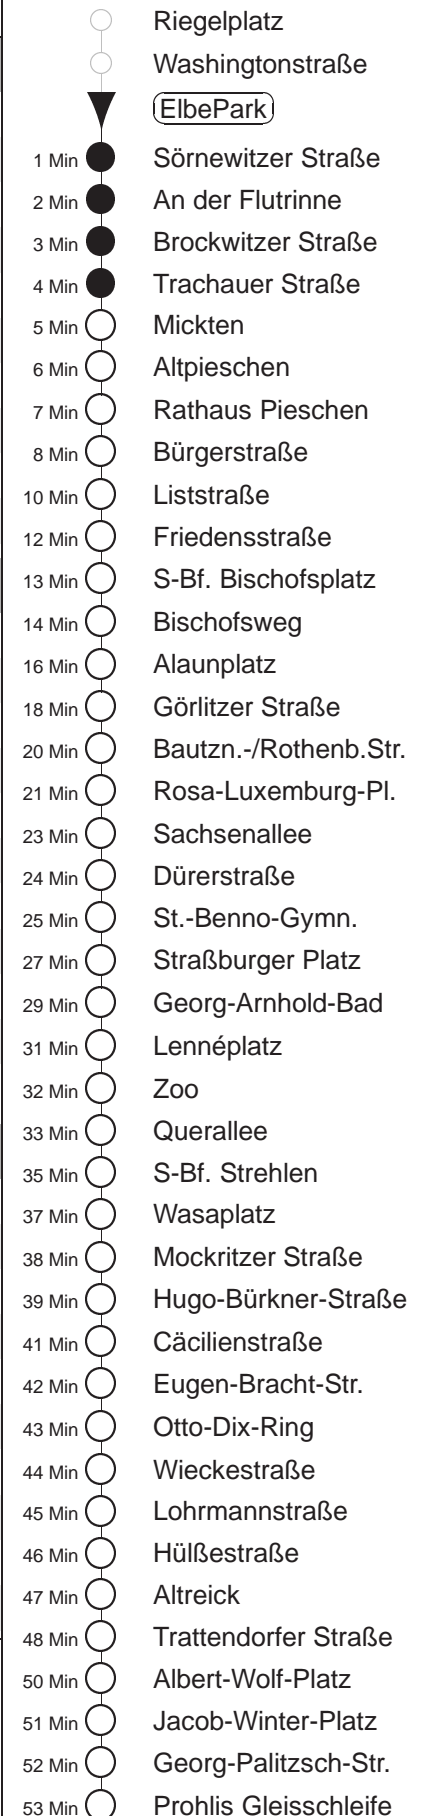 Riegelplatz
Washingtonstraße
ElbePark
1 Min Sörnewitzer Straße
2 Min An der Flutrinne
3 Min Brockwitzer Straße
4 Min Trachauer Straße
5 Min Mickten
6 Min Altpieschen
7 Min Rathaus Pieschen
8 Min Bürgerstraße
10 Min Liststraße
12 Min Friedensstraße
13 Min S-Bf. Bischofsplatz
14 Min Bischofsweg
16 Min Alaunplatz
18 Min Görlitzer Straße
20 Min Bautzn.-/Rothenb.Str.
21 Min Rosa-Luxemburg-Pl.
23 Min Sachsenallee
24 Min Dürerstraße
25 Min St.-Benno-Gymn.
27 Min Straßburger Platz
29 Min Georg-Arnhold-Bad
31 Min Lennéplatz
32 Min Zoo
33 Min Querallee
35 Min S-Bf. Strehlen
37 Min Wasaplatz
38 Min Mockritzer Straße
39 Min Hugo-Bürkner-Straße
41 Min Cäcilienstraße
42 Min Eugen-Bracht-Str.
43 Min Otto-Dix-Ring
44 Min Wieckestraße
45 Min Lohrmannstraße
46 Min Hülßestraße
47 Min Altreick
48 Min Trattendorfer Straße
50 Min Albert-Wolf-Platz
51 Min Jacob-Winter-Platz
52 Min Georg-Palitzsch-Str.
53 Min Prohlis Gleisschleife